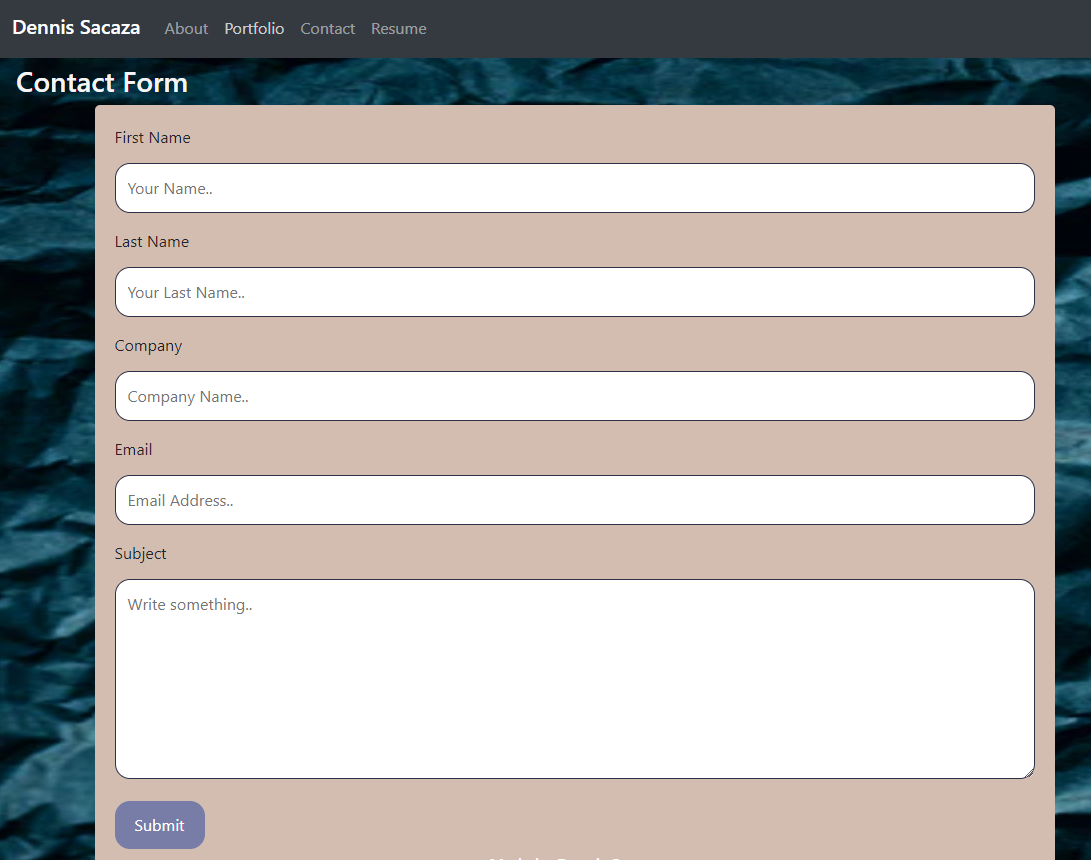 Dennis Sacaza About Portfolio Contact Resume
Contact Form
First Name
Your Name..
Last Name
Your Last Name..
Company
Company Name..
Email
Email Address..
Subject
Write something..
Submit